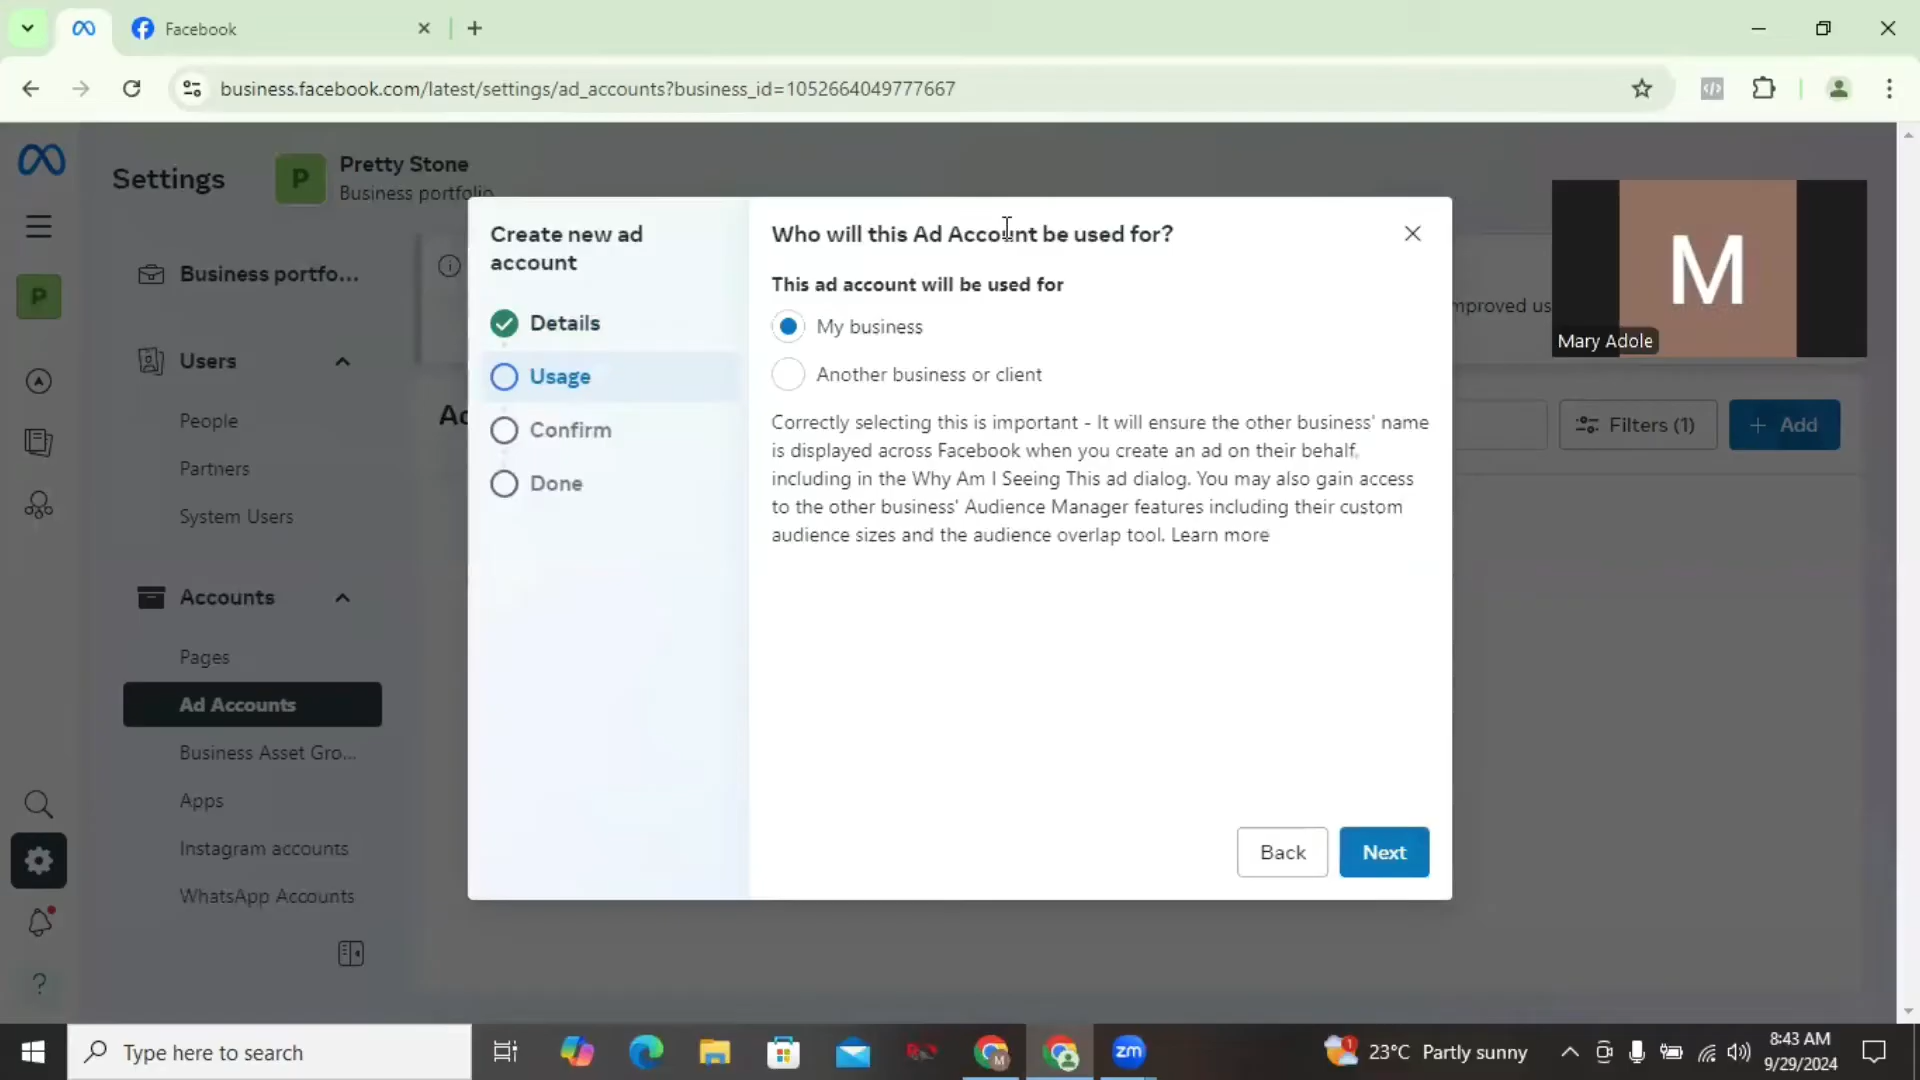 Facebook
business.facebook.com/latest/settings/ad_accounts?business_id=1052664049777667
Settings
P
Pretty Stone
Business portfolio
P
Business portfo...
Users
People
Partners
System Users
Accounts
Pages
Ad Accounts
Business Asset Gro...
Apps
Instagram accounts
WhatsApp Accounts
?
Create new ad
account
Details
Usage
Confirm
Done
Who will this Ad Account be used for?
This ad account will be used for
My business
Another business or client
Correctly selecting this is important - It will ensure the other business' name
is displayed across Facebook when you create an ad on their behalf,
including in the Why Am I Seeing This ad dialog. You may also gain access
to the other business' Audience Manager features including their custom
audience sizes and the audience overlap tool. Learn more
Back
Next
M
Mary Adole
Filters (1)
+ Add
Type here to search
M
zm
1
23°C Partly sunny
8:43 AM
9/29/2024